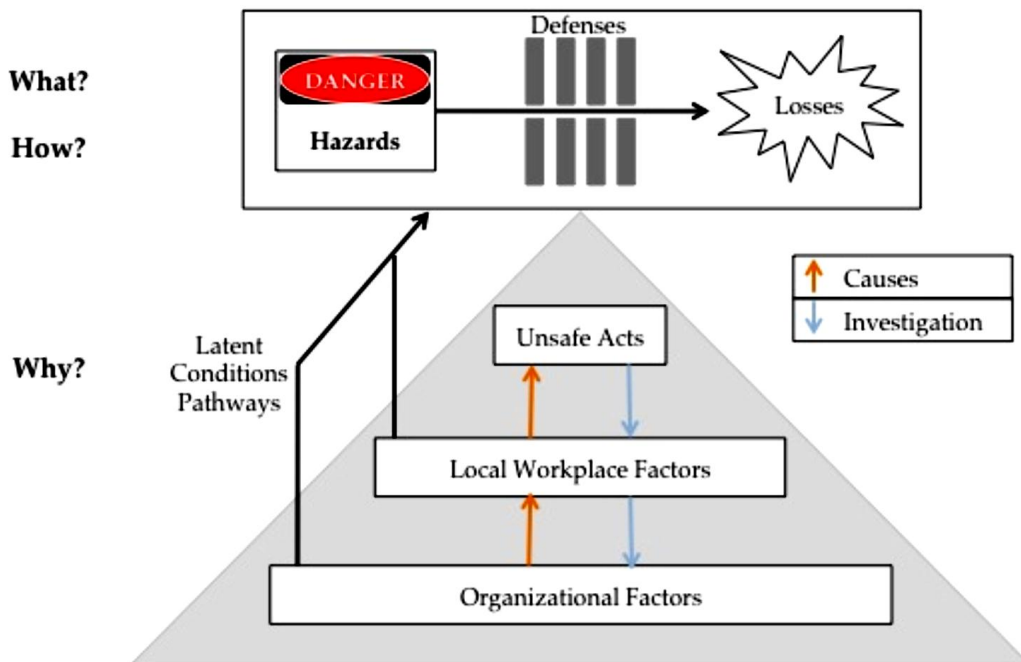 Defenses
What?
DANGER
Losses
How?
Hazards
Causes
Investigation
Unsafe Acts
Why?
Latent
Conditions
Pathways
Local Workplace Factors
Organizational Factors